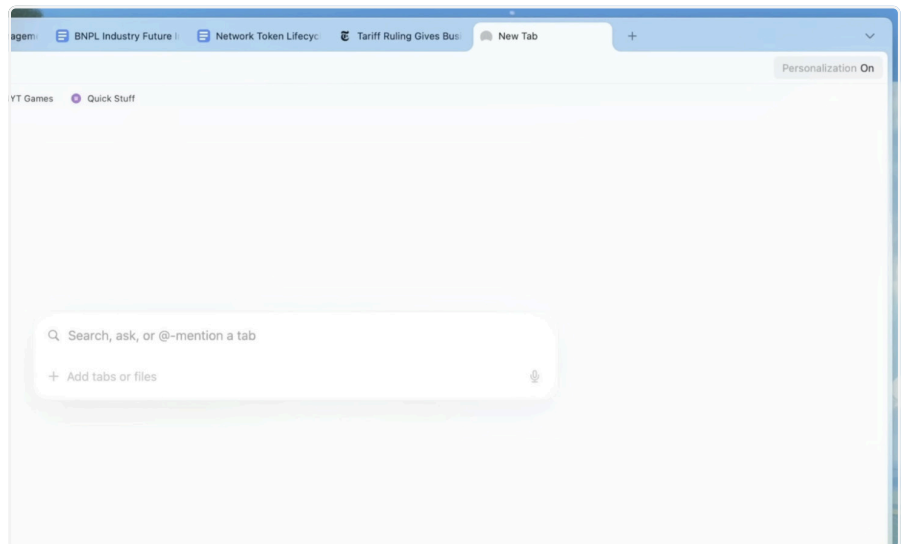 agem
BNPL Industry Future I
Network Token Lifecyc
Tariff Ruling Gives Bus
New Tab
Personalization On
YT Games
Quick Stuff
Search, ask, or @-mention a tab
+ Add tabs or files